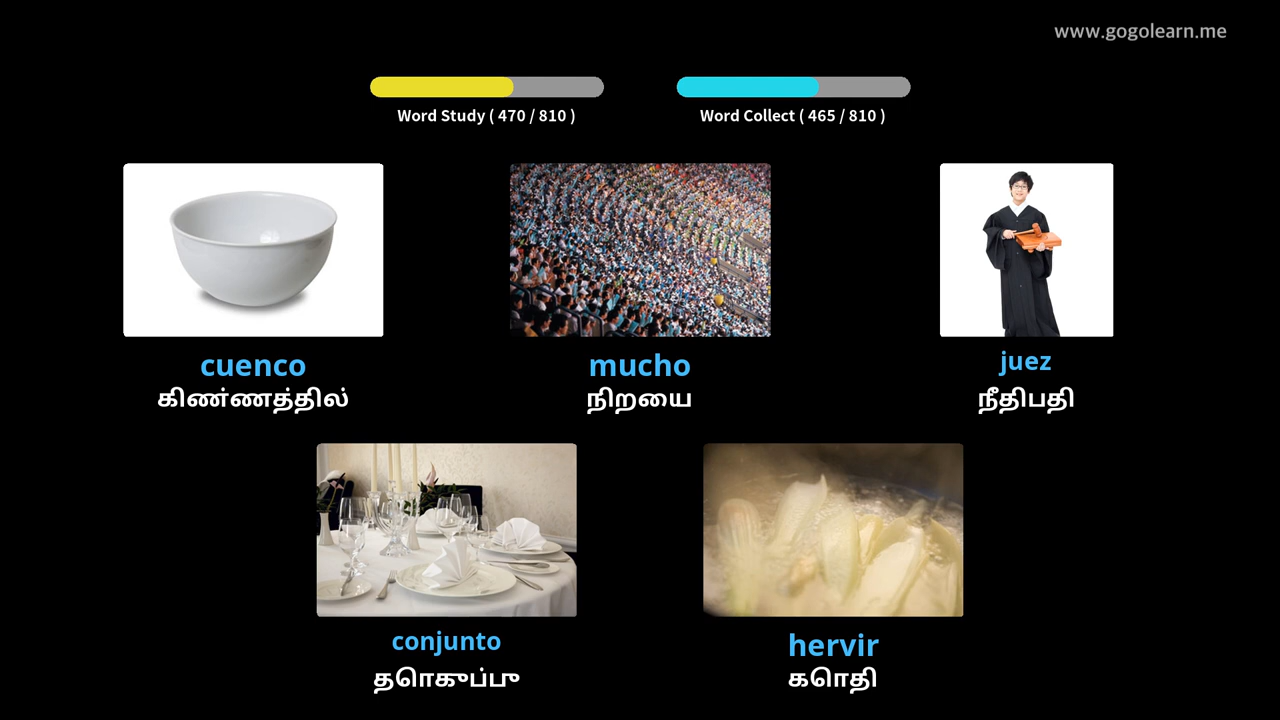 www.gogolearn.me
Word Study ( 470 / 810 )
Word Collect ( 465 / 810 )
cuenco
கிண்ணத்தில்
mucho
நிறைய
juez
நீதிபதி
conjunto
தொகுப்பு
hervir
கொதி